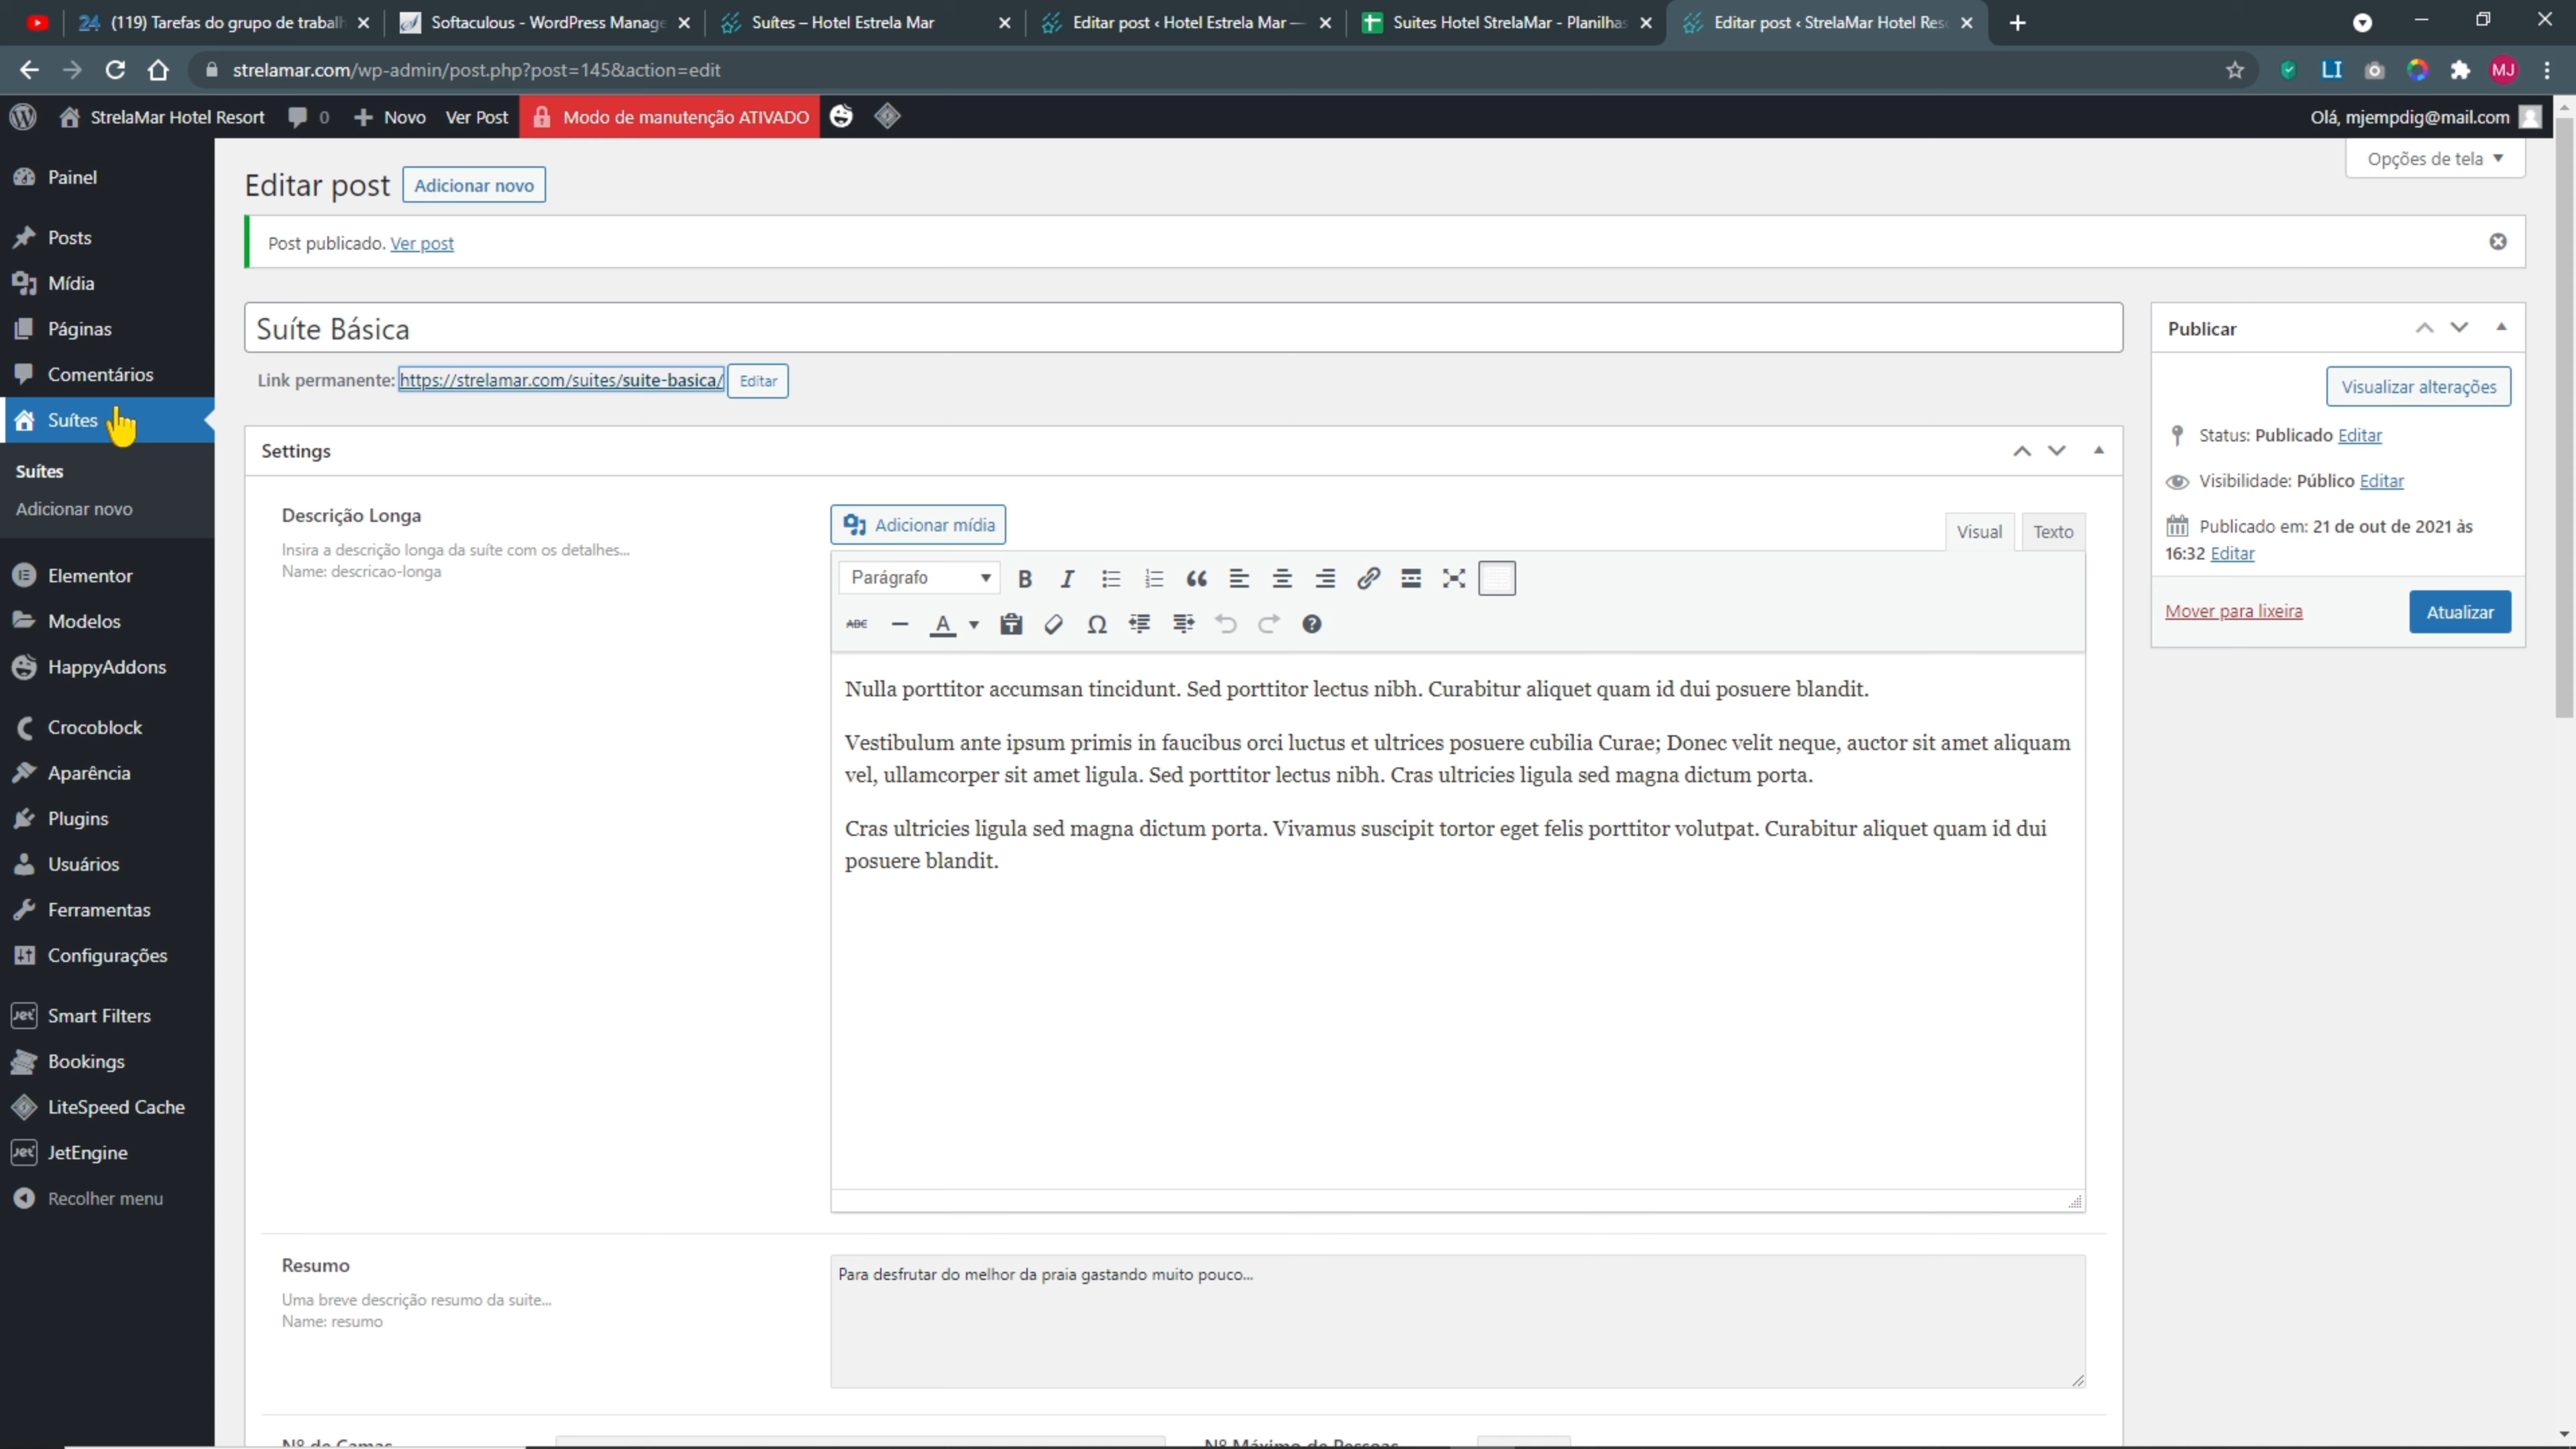 (119) Tarefas do grupo de trabalh
Softaculous - WordPress Manage
Suítes – Hotel Estrela Mar
Editar post ‹ Hotel Estrela Mar —
Suites Hotel StrelaMar - Planilhas
Editar post ‹ StrelaMar Hotel Res
strelamar.com/wp-admin/post.php?post=145&action=edit
LI
MJ
StrelaMar Hotel Resort
0
Novo
Ver Post
Modo de manutenção ATIVADO
Olá, mjempdig@mail.com
Painel
Posts
Mídia
Páginas
Comentários
Suítes
Suítes
Adicionar novo
Elementor
Modelos
HappyAddons
Crocoblock
Aparência
Plugins
Usuários
Ferramentas
Configurações
Smart Filters
Bookings
LiteSpeed Cache
JetEngine
Recolher menu
Opções de tela
Editar post
Adicionar novo
Post publicado. Ver post
Suíte Básica
Link permanente: https://strelamar.com/suites/suite-basica/ Editar
Settings
Descrição Longa
Insira a descrição longa da suíte com os detalhes...
Name: descricao-longa
Adicionar mídia
Visual
Texto
Parágrafo
Nulla porttitor accumsan tincidunt. Sed porttitor lectus nibh. Curabitur aliquet quam id dui posuere blandit.
Vestibulum ante ipsum primis in faucibus orci luctus et ultrices posuere cubilia Curae; Donec velit neque, auctor sit amet aliquam
vel, ullamcorper sit amet ligula. Sed porttitor lectus nibh. Cras ultricies ligula sed magna dictum porta.
Cras ultricies ligula sed magna dictum porta. Vivamus suscipit tortor eget felis porttitor volutpat. Curabitur aliquet quam id dui
posuere blandit.
Resumo
Uma breve descrição resumo da suite...
Name: resumo
Para desfrutar do melhor da praia gastando muito pouco...
Nº de Camas
Nº Máximo de Pessoas
Publicar
Visualizar alterações
Status: Publicado Editar
Visibilidade: Público Editar
Publicado em: 21 de out de 2021 às
16:32 Editar
Mover para lixeira
Atualizar